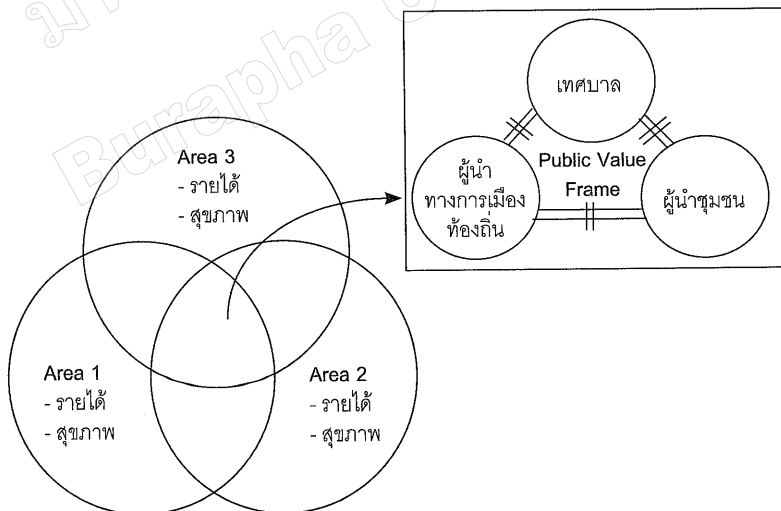 Burapha
เทศบาล
Area 3
- รายได้
- สุขภาพ
ผู้นำ
ทางการเมือง
ท้องถิ่น
Public Value
Frame
ผู้นำชุมชน
Area 1
- รายได้
- สุขภาพ
Area 2
- รายได้
- สุขภาพ